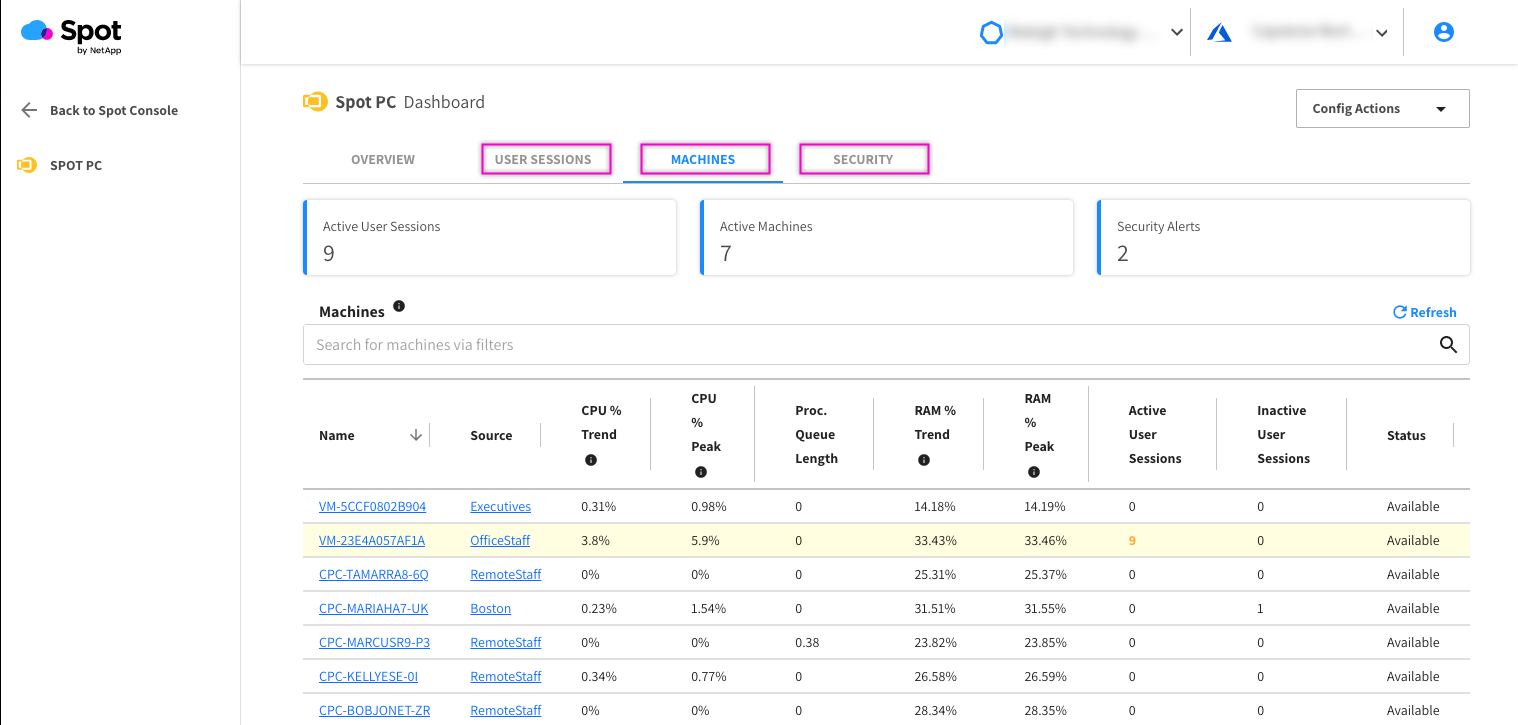 Spot
by NetApp
Back to Spot Console
SPOT PC
Spot PC Dashboard
Config Actions
OVERVIEW USER SESSIONS MACHINES SECURITY
Active User Sessions
9
Active Machines
7
Security Alerts
2
Machines
Refresh
Search for machines via filters
Name Source CPU % Trend CPU % Peak Proc. Queue Length RAM % Trend RAM % Peak Active User Sessions Inactive User Sessions Status
VM-5CCF0802B904 Executives 0.31% 0.98% 0 14.18% 14.19% 0 0 Available
VM-23E4A057AF1A OfficeStaff 3.8% 5.9% 0 33.43% 33.46% 9 0 Available
CPC-TAMARRA8-6Q RemoteStaff 0% 0% 0 25.31% 25.37% 0 0 Available
CPC-MARIAHA7-UK Boston 0.23% 1.54% 0 31.51% 31.55% 0 1 Available
CPC-MARCUSR9-P3 RemoteStaff 0% 0% 0.38 23.82% 23.85% 0 0 Available
CPC-KELLYESE-0I RemoteStaff 0.34% 0.77% 0 26.58% 26.59% 0 0 Available
CPC-BOBJONET-ZR RemoteStaff 0% 0% 0 28.34% 28.35% 0 0 Available